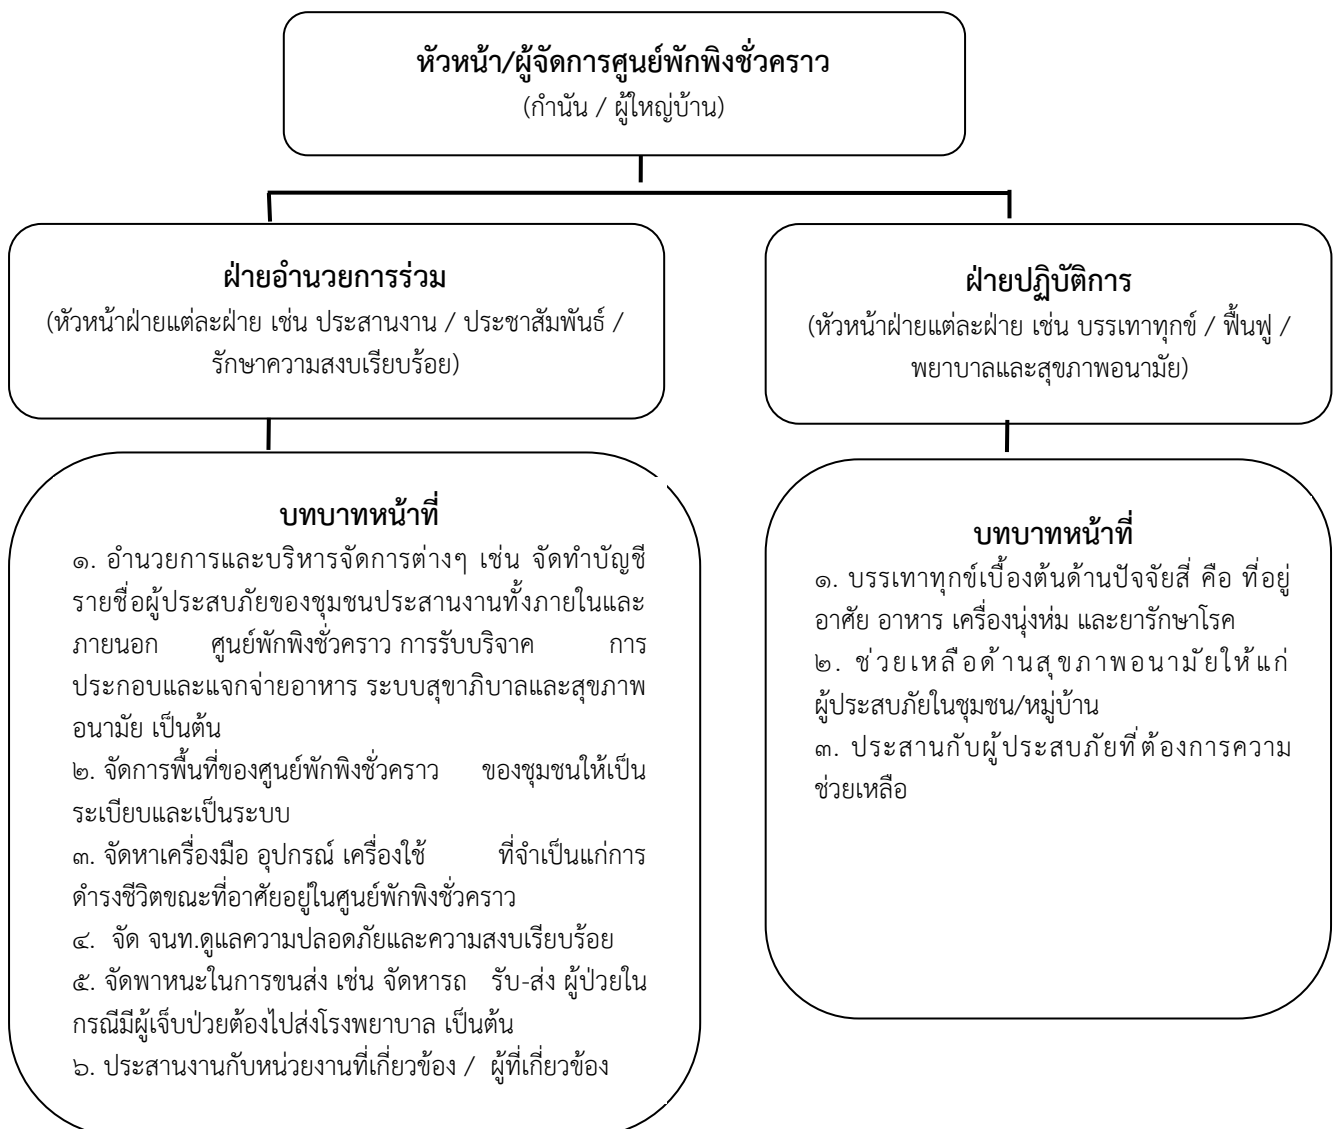 หัวหน้า/ผู้จัดการศูนย์พักพิงชั่วคราว
(กำนัน / ผู้ใหญ่บ้าน)
ฝ่ายอำนวยการร่วม
(หัวหน้าฝ่ายแต่ละฝ่าย เช่น ประสานงาน / ประชาสัมพันธ์ /
รักษาความสงบเรียบร้อย)
ฝ่ายปฏิบัติการ
(หัวหน้าฝ่ายแต่ละฝ่าย เช่น บรรเทาทุกข์ / ฟื้นฟู /
พยาบาลและสุขภาพอนามัย)
บทบาทหน้าที่
๑. อำนวยการและบริหารจัดการต่างๆ เช่น จัดทำบัญชี
รายชื่อผู้ประสบภัยของชุมชนประสานงานทั้งภายในและ
ภายนอก ศูนย์พักพิงชั่วคราว การรับบริจาค การ
ประกอบและแจกจ่ายอาหาร ระบบสุขาภิบาลและสุขภาพ
อนามัย เป็นต้น
๒. จัดการพื้นที่ของศูนย์พักพิงชั่วคราว ของชุมชนให้เป็น
ระเบียบและเป็นระบบ
๓. จัดหาเครื่องมือ อุปกรณ์ เครื่องใช้ ที่จำเป็นแก่การ
ดำรงชีวิตขณะที่อาศัยอยู่ในศูนย์พักพิงชั่วคราว
๔. จัด จนท.ดูแลความปลอดภัยและความสงบเรียบร้อย
๕. จัดพาหนะในการขนส่ง เช่น จัดหารถ รับ-ส่ง ผู้ป่วยใน
กรณีมีผู้เจ็บป่วยต้องไปส่งโรงพยาบาล เป็นต้น
๖. ประสานงานกับหน่วยงานที่เกี่ยวข้อง / ผู้ที่เกี่ยวข้อง
บทบาทหน้าที่
๑. บรรเทาทุกข์เบื้องต้นด้านปัจจัยสี่ คือ ที่อยู่
อาศัย อาหาร เครื่องนุ่งห่ม และยารักษาโรค
๒. ช่วยเหลือด้านสุขภาพอนามัยให้แก่
ผู้ประสบภัยในชุมชน/หมู่บ้าน
๓. ประสานกับผู้ประสบภัยที่ต้องการความ
ช่วยเหลือ